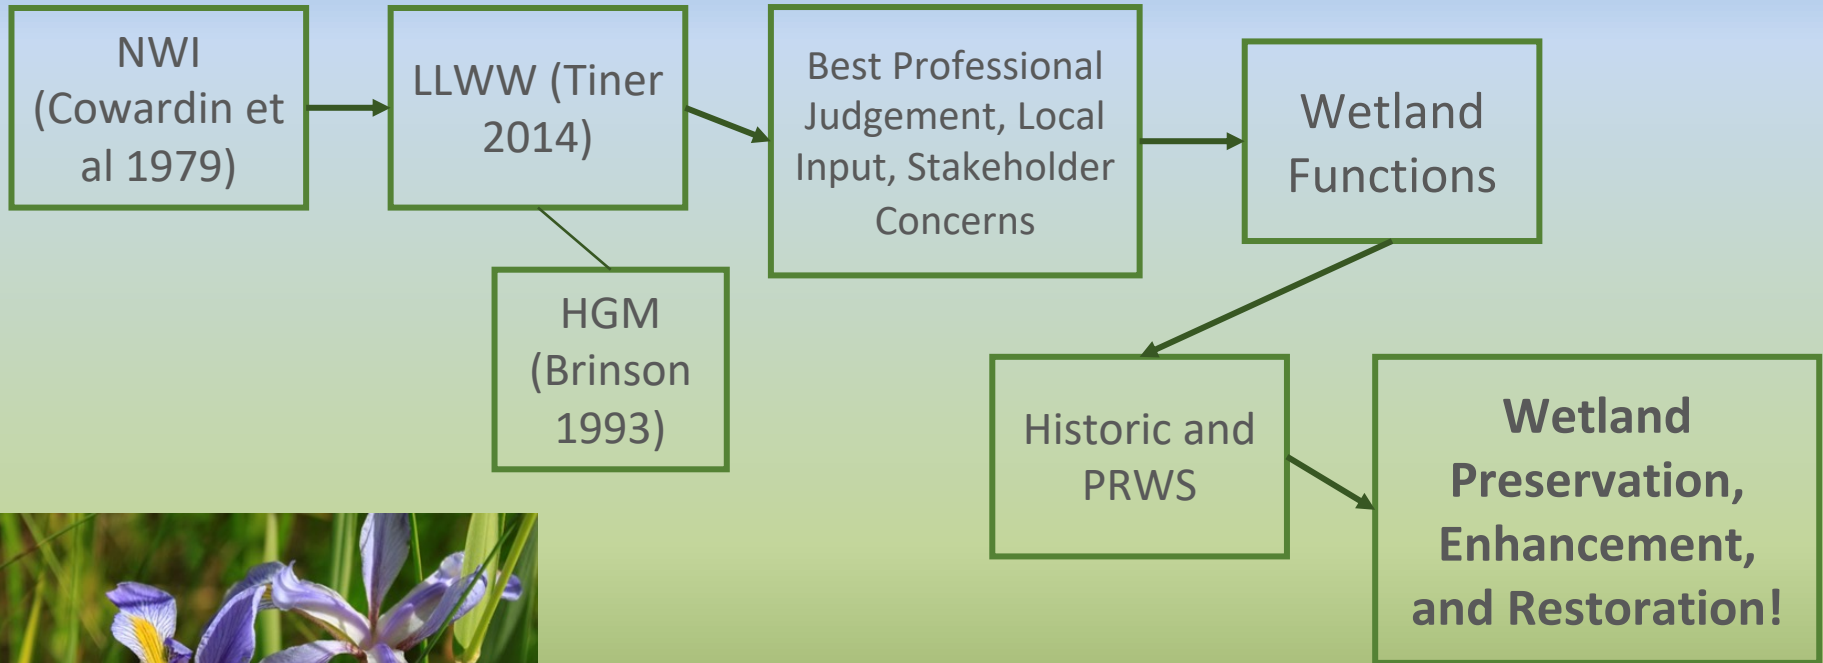 NWI
(Cowardin et
al 1979)
LLWW (Tiner
2014)
Best Professional
Judgement, Local
Input, Stakeholder
Concerns
Wetland
Functions
HGM
(Brinson
1993)
Historic and
PRWS
Wetland
Preservation,
Enhancement,
and Restoration!